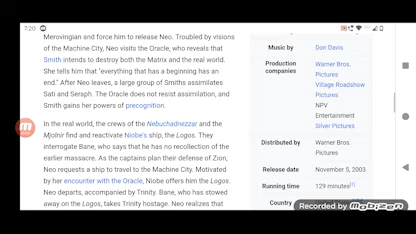 7:20
Merovingian and force him to release Neo. Troubled by visions
of the Machine City, Neo visits the Oracle, who reveals that
Smith intends to destroy both the Matrix and the real world.
She tells him that "everything that has a beginning has an
end." After Neo leaves, a large group of Smiths assimilates
Sati and Seraph. The Oracle does not resist assimilation, and
Smith gains her powers of precognition.
In the real world, the crews of the Nebuchadnezzar and the
Mjolnir find and reactivate Niobe's ship, the Logos. They
interrogate Bane, who says that he has no recollection of the
earlier massacre. As the captains plan their defense of Zion,
Neo requests a ship to travel to the Machine City. Motivated
by her encounter with the Oracle, Niobe offers him the Logos.
Neo departs, accompanied by Trinity. Bane, who has stowed
away on the Logos, takes Trinity hostage. Neo realizes that
Music by Don Davis
Production companies
Warner Bros.
Pictures
Village Roadshow
Pictures
NPV
Entertainment
Silver Pictures
Distributed by
Warner Bros.
Pictures
Release date November 5, 2003
Running time 129 minutes[1]
Country
Recorded by Mobizen